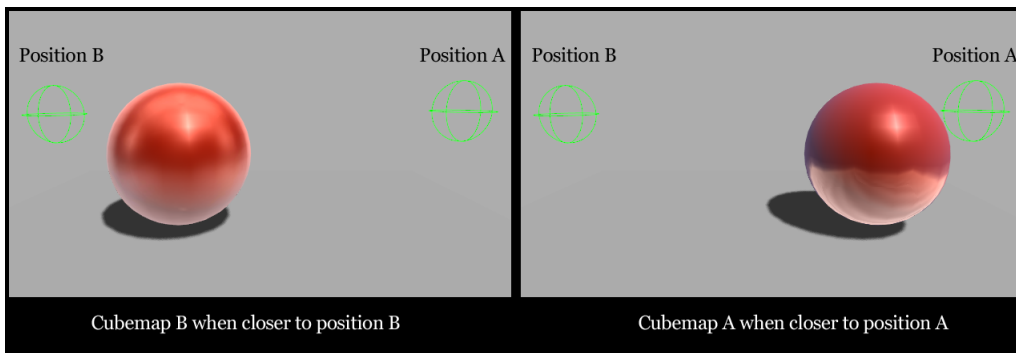 Position B
Position A
Position B
Position A
Cubemap B when closer to position B
Cubemap A when closer to position A